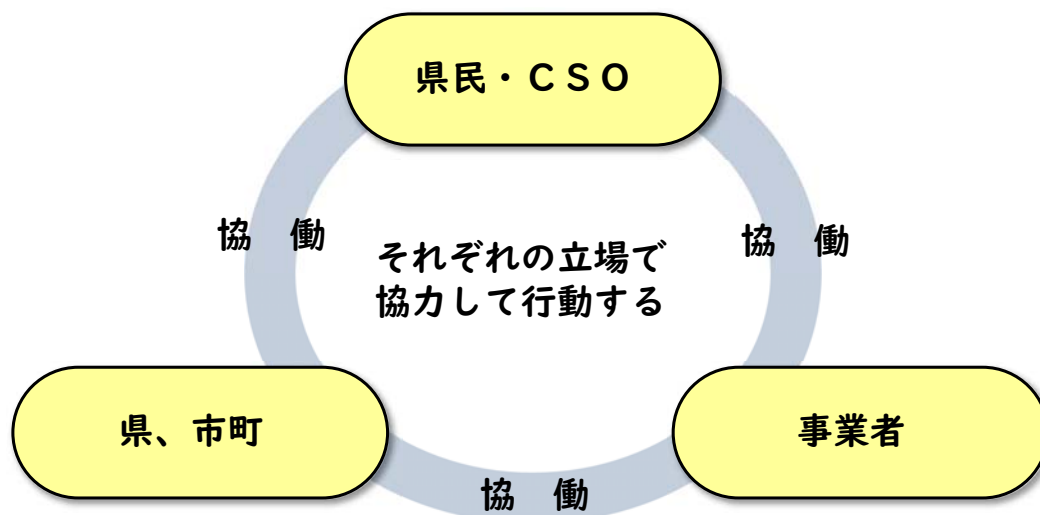 県民・ＣＳＯ
協　働
協　働
それぞれの立場で
協力して行動する
県、市町
事業者
協　働